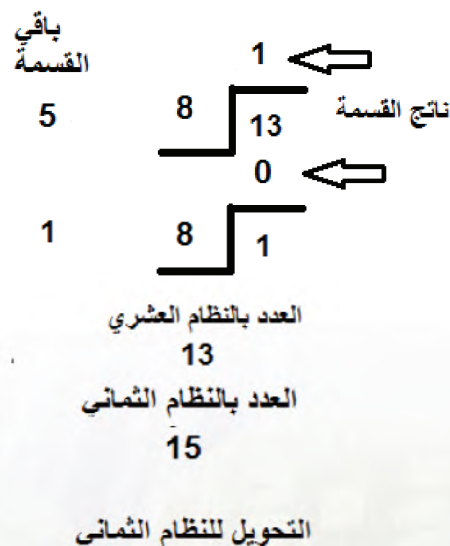 باقي
القسمة
1
5 8 13 ناتج القسمة
0
1 8 1
العدد بالنظام العشري
13
العدد بالنظام الثماني
15
التحويل للنظام الثماني